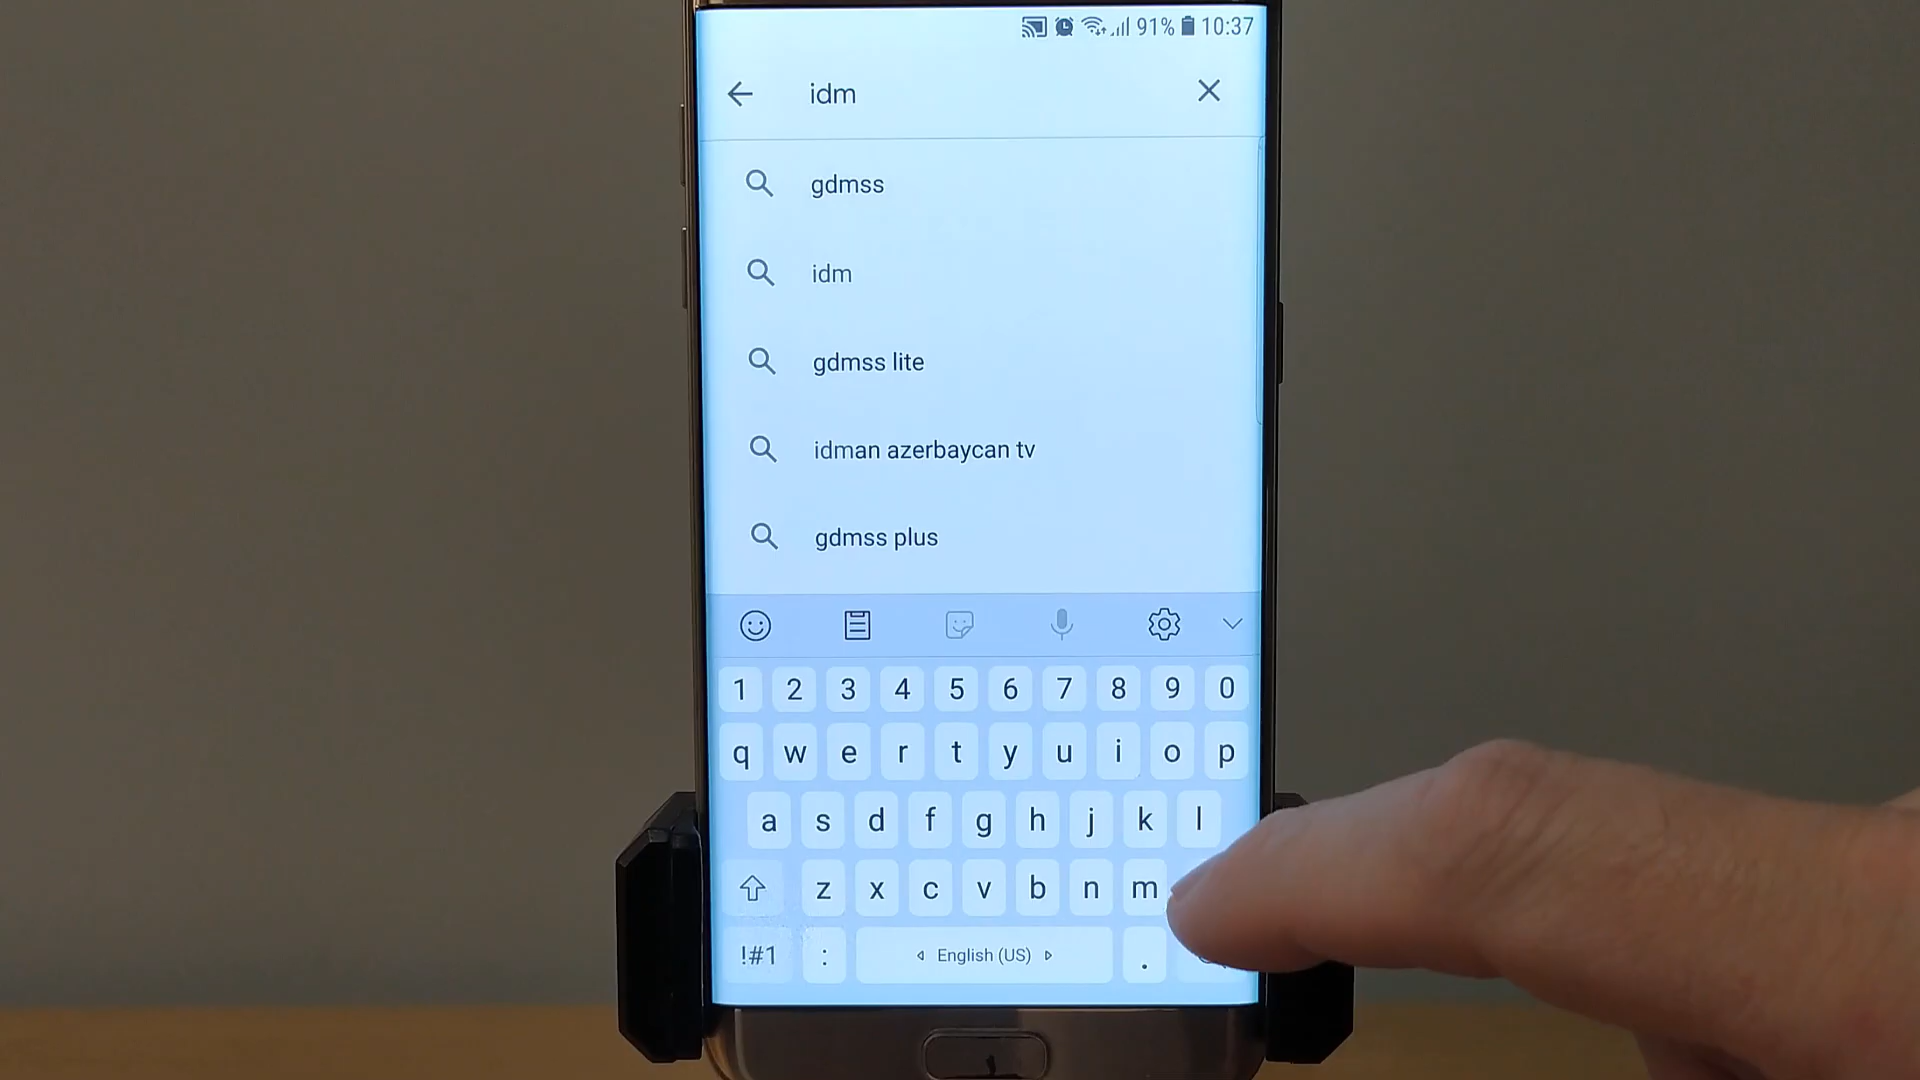 91% 10:37
idm
gdmss
idm
gdmss lite
idman azerbaycan tv
gdmss plus
1 2 3 4 5 6 7 8 9 0
q w e r t y u i o p
a s d f g h j k l
z x c v b n m
!#1 : English (US) .